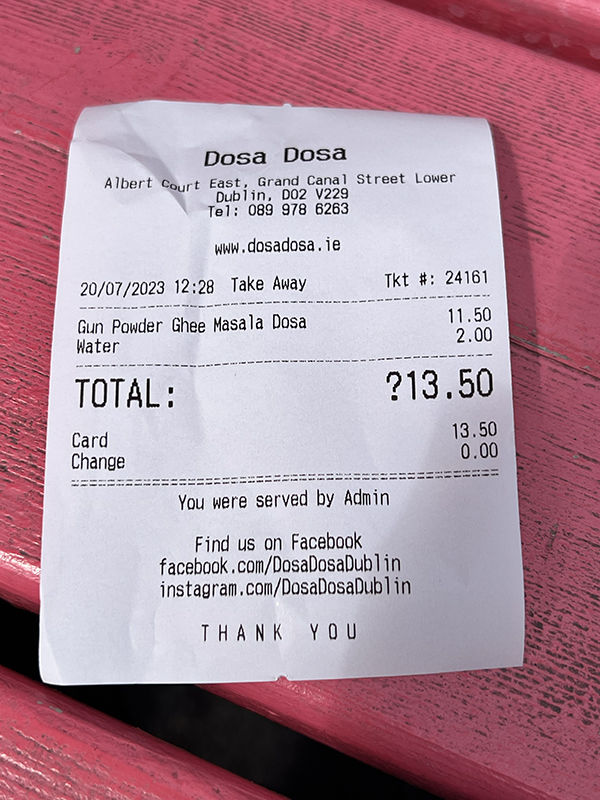 Dosa Dosa
Albert Court East, Grand Canal Street Lower
Dublin, D02 V229
Tel: 089 978 6263
www.dosadosa.ie
20/07/2023 12:28 Take Away Tkt #: 24161
Gun Powder Ghee Masala Dosa 11.50
Water 2.00
TOTAL: ?13.50
Card 13.50
Change 0.00
You were served by Admin
Find us on Facebook
facebook.com/DosaDosaDublin
instagram.com/DosaDosaDublin
THANK YOU